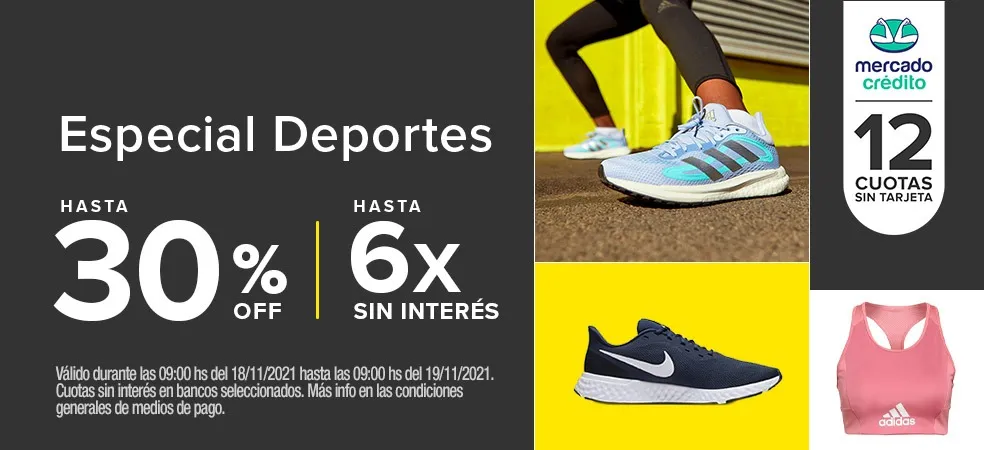 Especial Deportes
HASTA
30%
OFF
HASTA
6x
SIN INTERÉS
Válido durante las 09:00 hs del 18/11/2021 hasta las 09:00 hs del 19/11/2021.
Cuotas sin interés en bancos seleccionados. Más info en las condiciones
generales de medios de pago.
mercado
crédito
12
CUOTAS
SIN TARJETA
adidas